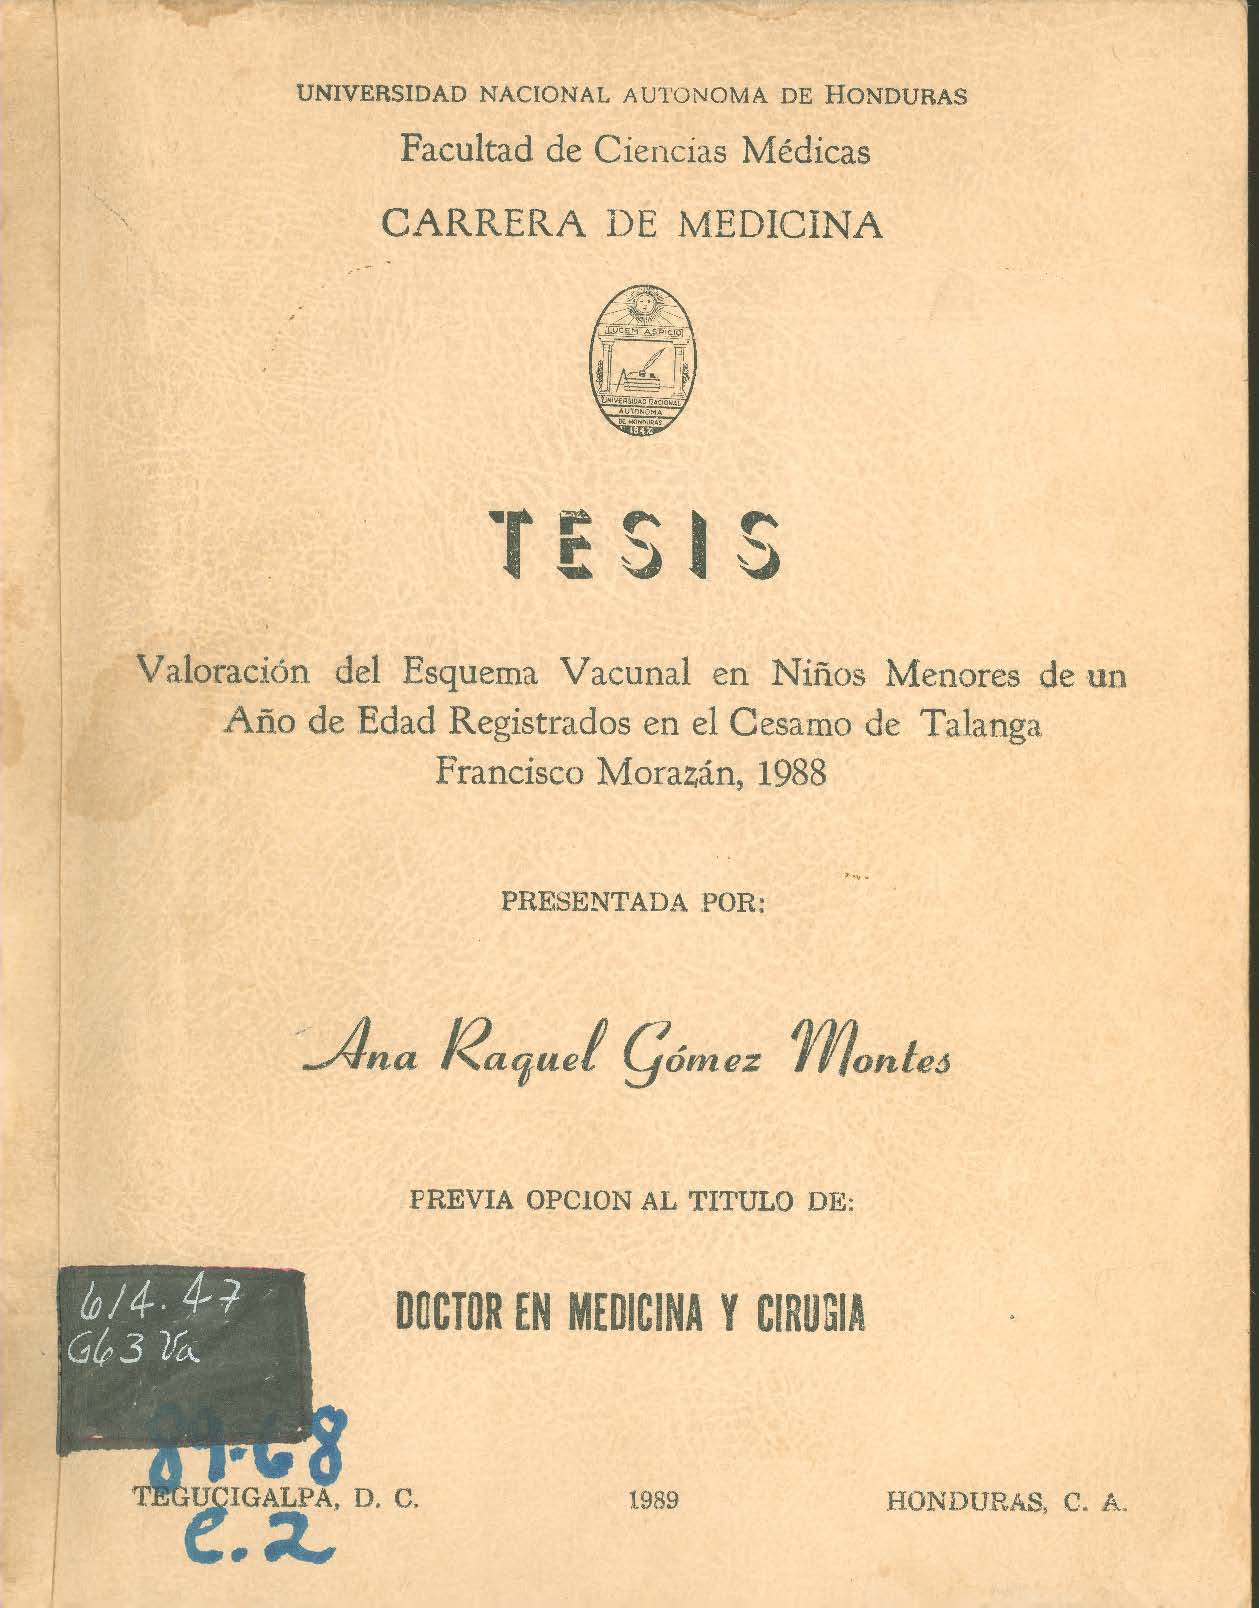 UNIVERSIDAD NACIONAL AUTONOMA DE HONDURAS
Facultad de Ciencias Médicas
CARRERA DE MEDICINA
LUCEM ASPICIO
UNIVERSIDAD NACIONAL
AUTONOMA
DE HONDURAS
1847
TESIS
Valoración del Esquema Vacunal en Niños Menores de un
Año de Edad Registrados en el Cesamo de Talanga
Francisco Morazán, 1988
PRESENTADA POR:
Ana Raquel Gómez Montes
PREVIA OPCION AL TITULO DE:
DOCTOR EN MEDICINA Y CIRUGIA
614.47
G63 Va
89-68
TEGUCIGALPA, D. C. 1989 HONDURAS, C. A.
c.2